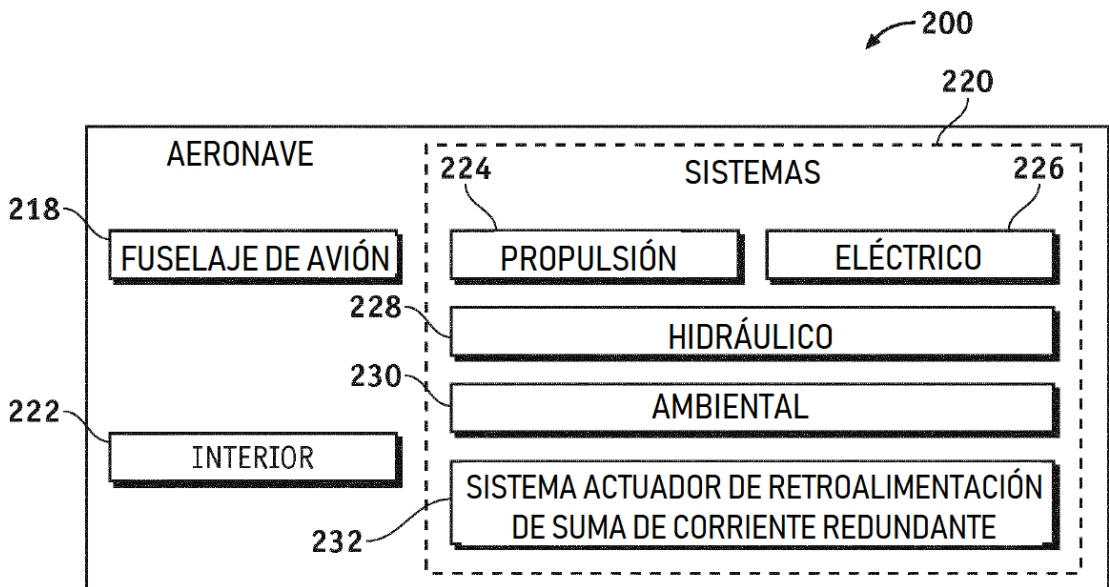 200
220
AERONAVE
224
SISTEMAS
226
218
FUSELAJE DE AVIÓN
PROPULSIÓN
ELÉCTRICO
228
HIDRÁULICO
230
AMBIENTAL
222
INTERIOR
SISTEMA ACTUADOR DE RETROALIMENTACIÓN
DE SUMA DE CORRIENTE REDUNDANTE
232